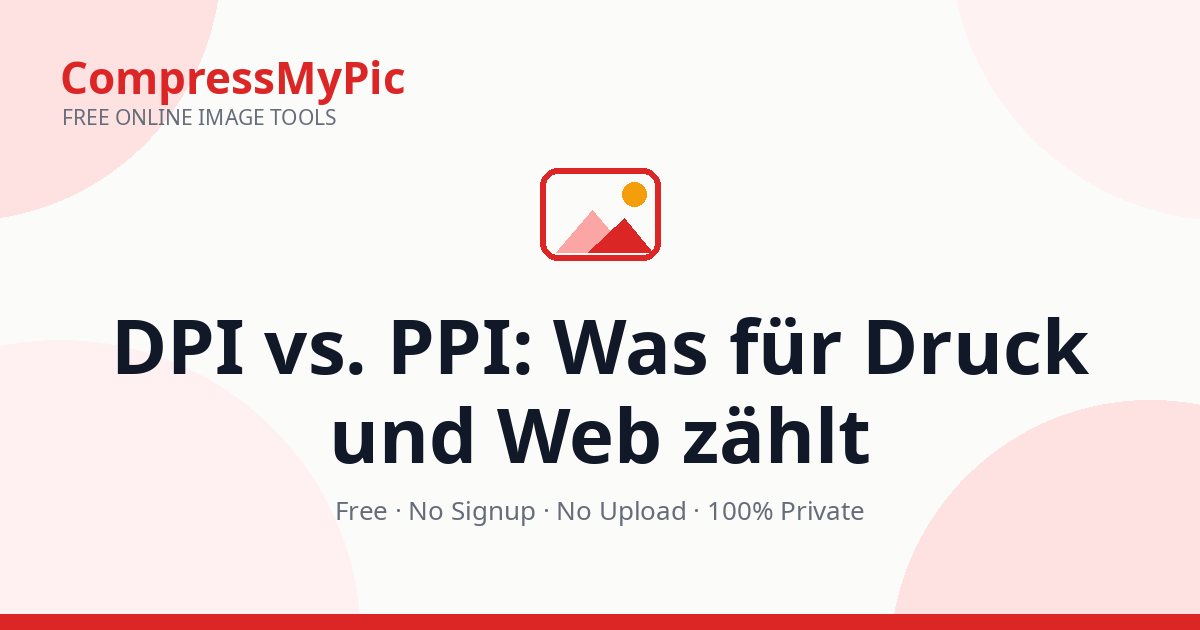 CompressMyPic
FREE ONLINE IMAGE TOOLS
DPI vs. PPI: Was für Druck
und Web zählt
Free · No Signup · No Upload · 100% Private